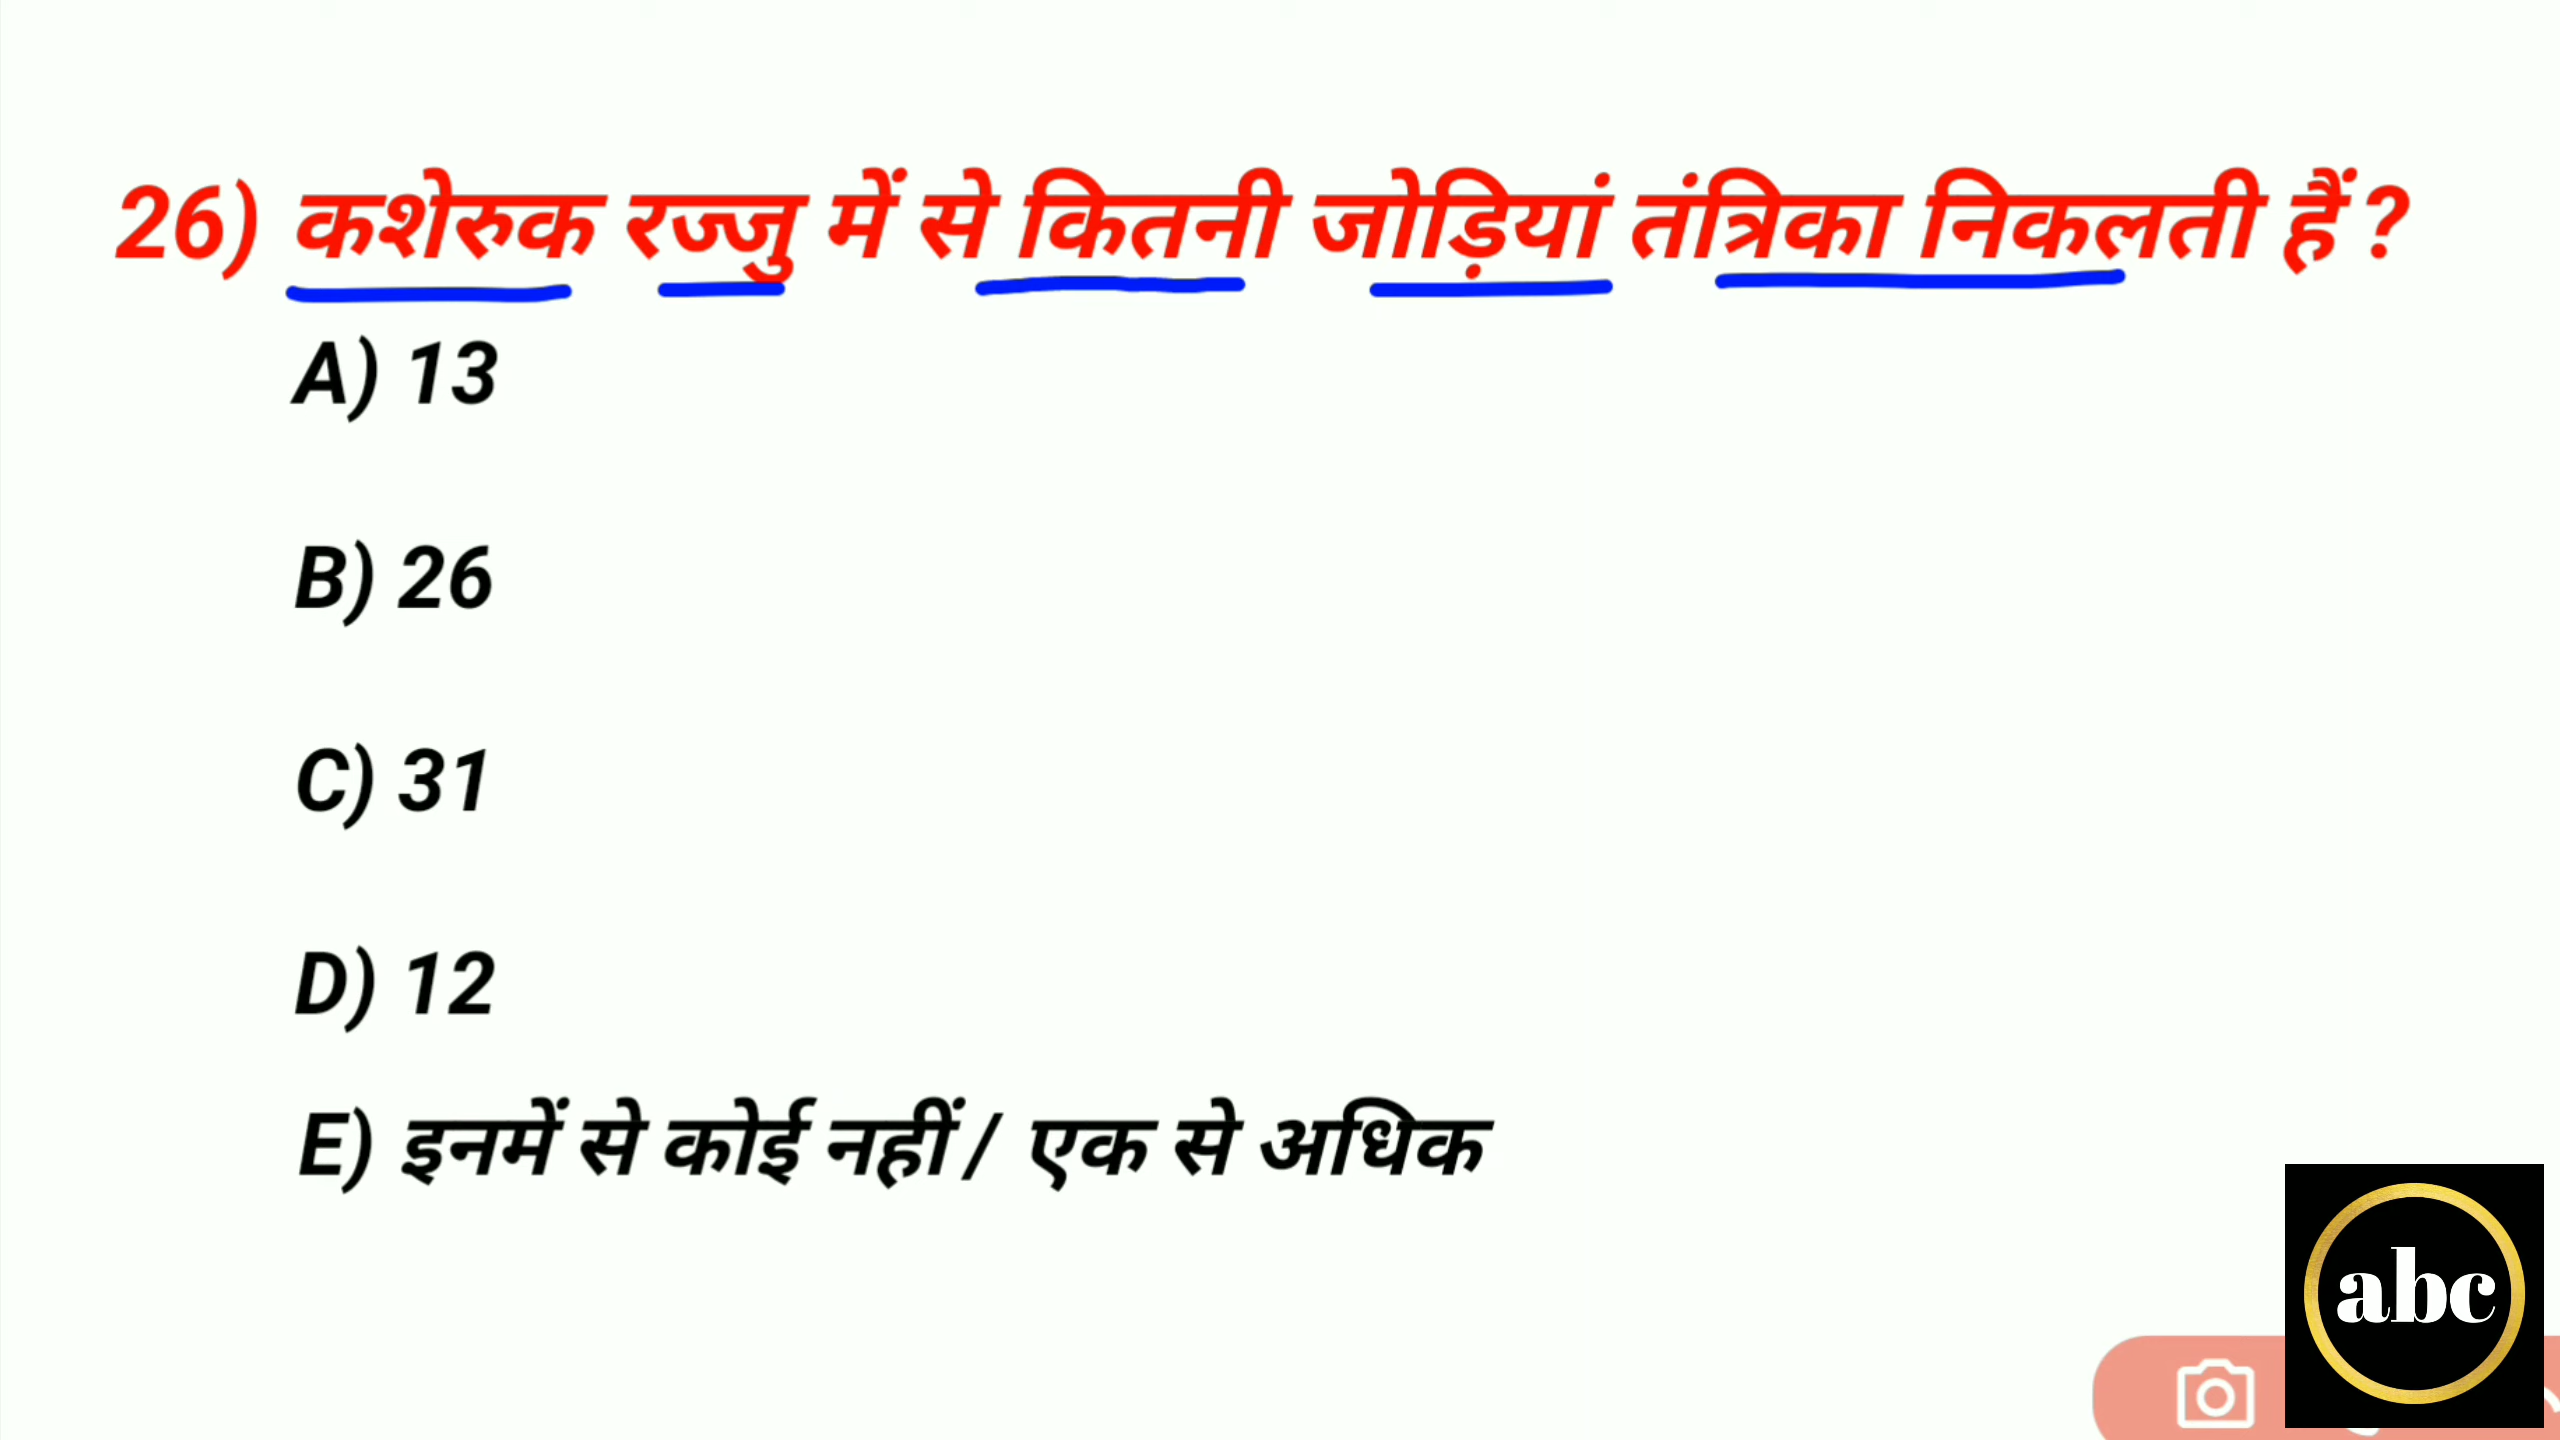 26) कशेरुक रज्जु में से कितनी जोड़ियां तंत्रिका निकलती हैं ?
A) 13
B) 26
C) 31
D) 12
E) इनमें से कोई नहीं / एक से अधिक
abc